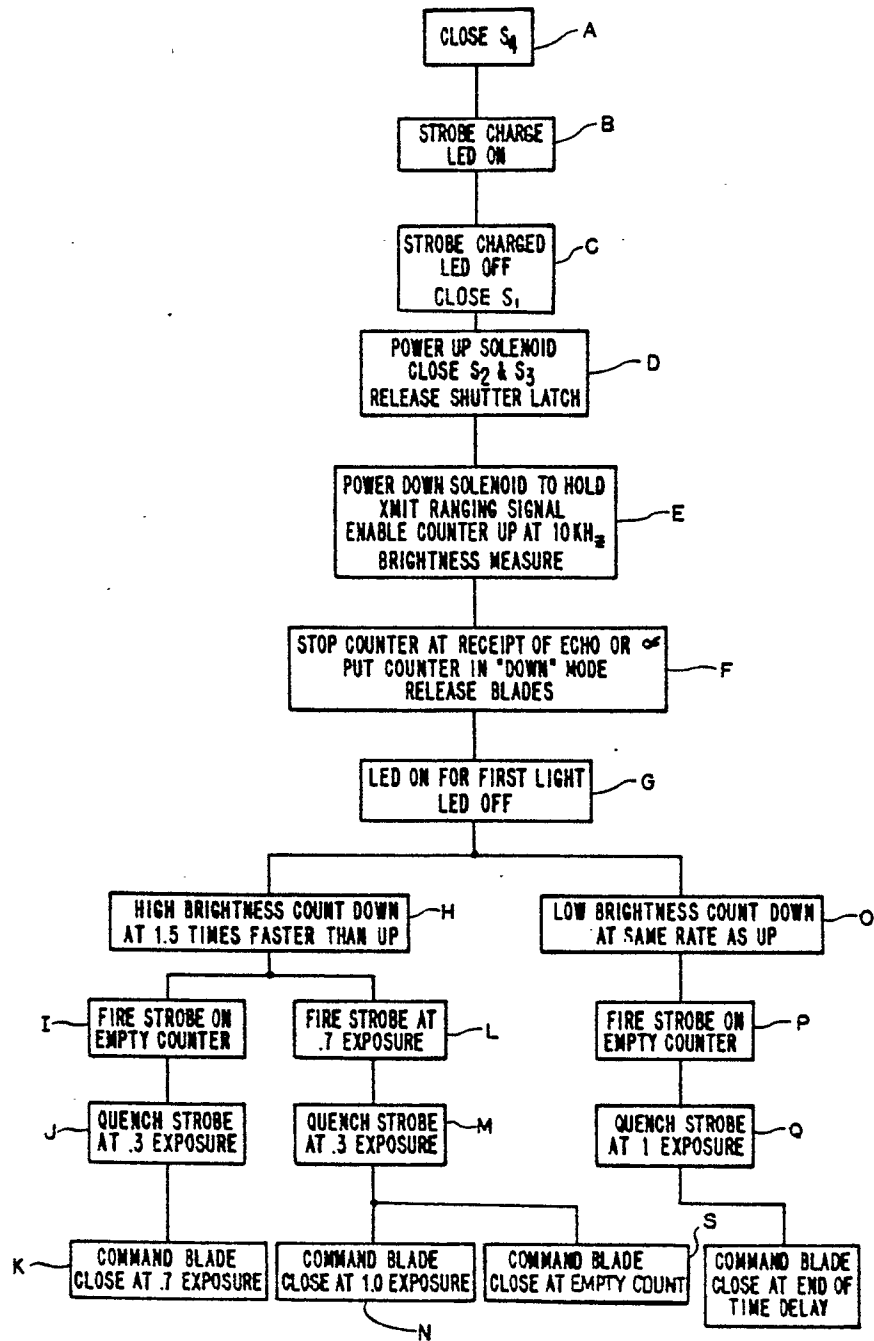 CLOSE S4
A
STROBE CHARGE
LED ON
B
STROBE CHARGED
LED OFF
CLOSE S1
C
POWER UP SOLENOID
CLOSE S2 & S3
RELEASE SHUTTER LATCH
D
POWER DOWN SOLENOID TO HOLD
XMIT RANGING SIGNAL
ENABLE COUNTER UP AT 10 KHz
BRIGHTNESS MEASURE
E
STOP COUNTER AT RECEIPT OF ECHO OR ∞
PUT COUNTER IN "DOWN" MODE
RELEASE BLADES
F
LED ON FOR FIRST LIGHT
LED OFF
G
HIGH BRIGHTNESS COUNT DOWN
AT 1.5 TIMES FASTER THAN UP
H
LOW BRIGHTNESS COUNT DOWN
AT SAME RATE AS UP
O
I
FIRE STROBE ON
EMPTY COUNTER
FIRE STROBE AT
.7 EXPOSURE
L
FIRE STROBE ON
EMPTY COUNTER
P
J
QUENCH STROBE
AT .3 EXPOSURE
QUENCH STROBE
AT .3 EXPOSURE
M
QUENCH STROBE
AT 1 EXPOSURE
Q
K
COMMAND BLADE
CLOSE AT .7 EXPOSURE
COMMAND BLADE
CLOSE AT 1.0 EXPOSURE
N
S
COMMAND BLADE
CLOSE AT EMPTY COUNT
COMMAND BLADE
CLOSE AT END OF
TIME DELAY